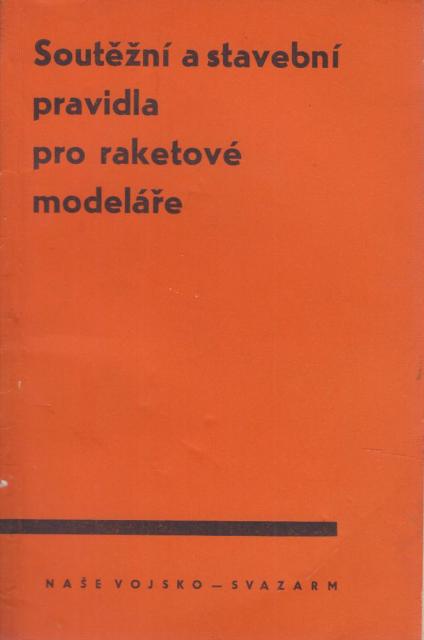 Soutěžní a stavební
pravidla
pro raketové
modeláře
NAŠE VOJSKO — SVAZARM